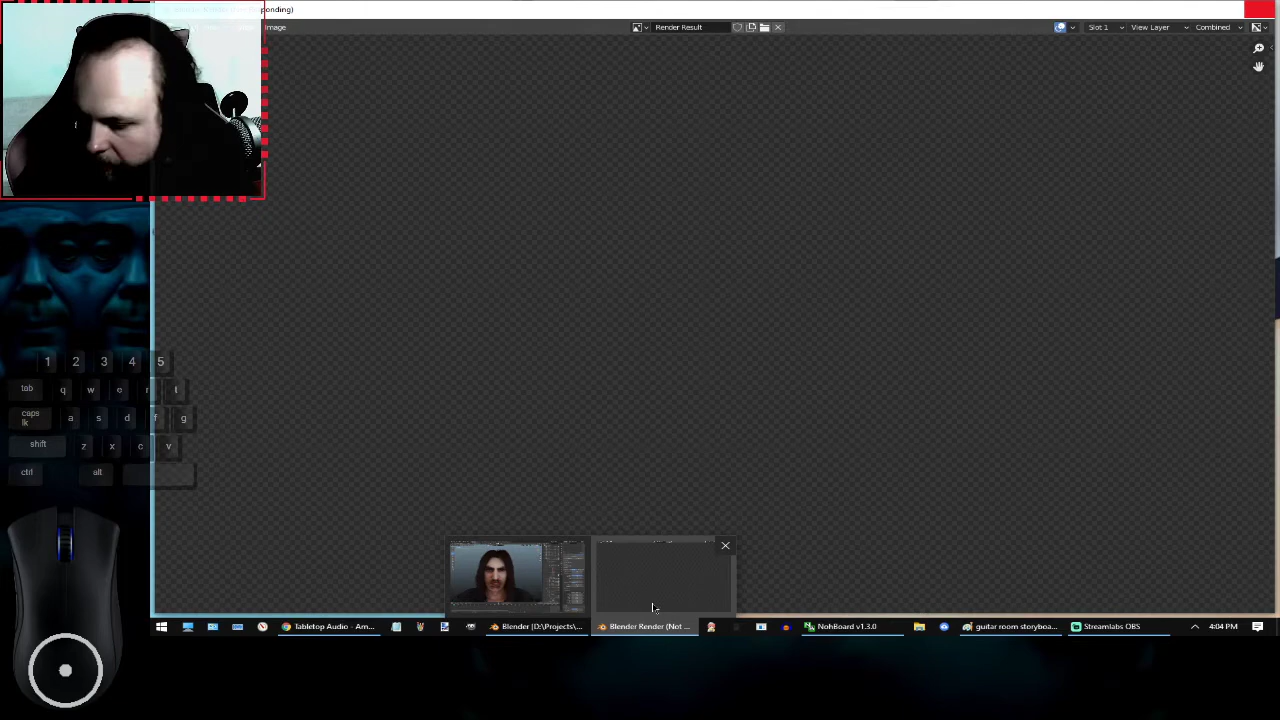 ponding)
Image
Render Result
Slot 1
View Layer
Combined
1 2 3 4 5
tab q w e r t
caps lk a s d f g
shift z x c v
ctrl alt
Tabletop Audio - Am...
Blender [D:\Projects\...
Blender Render (Not ...
NohBoard v1.3.0
guitar room storyboa...
Streamlabs OBS
4:04 PM